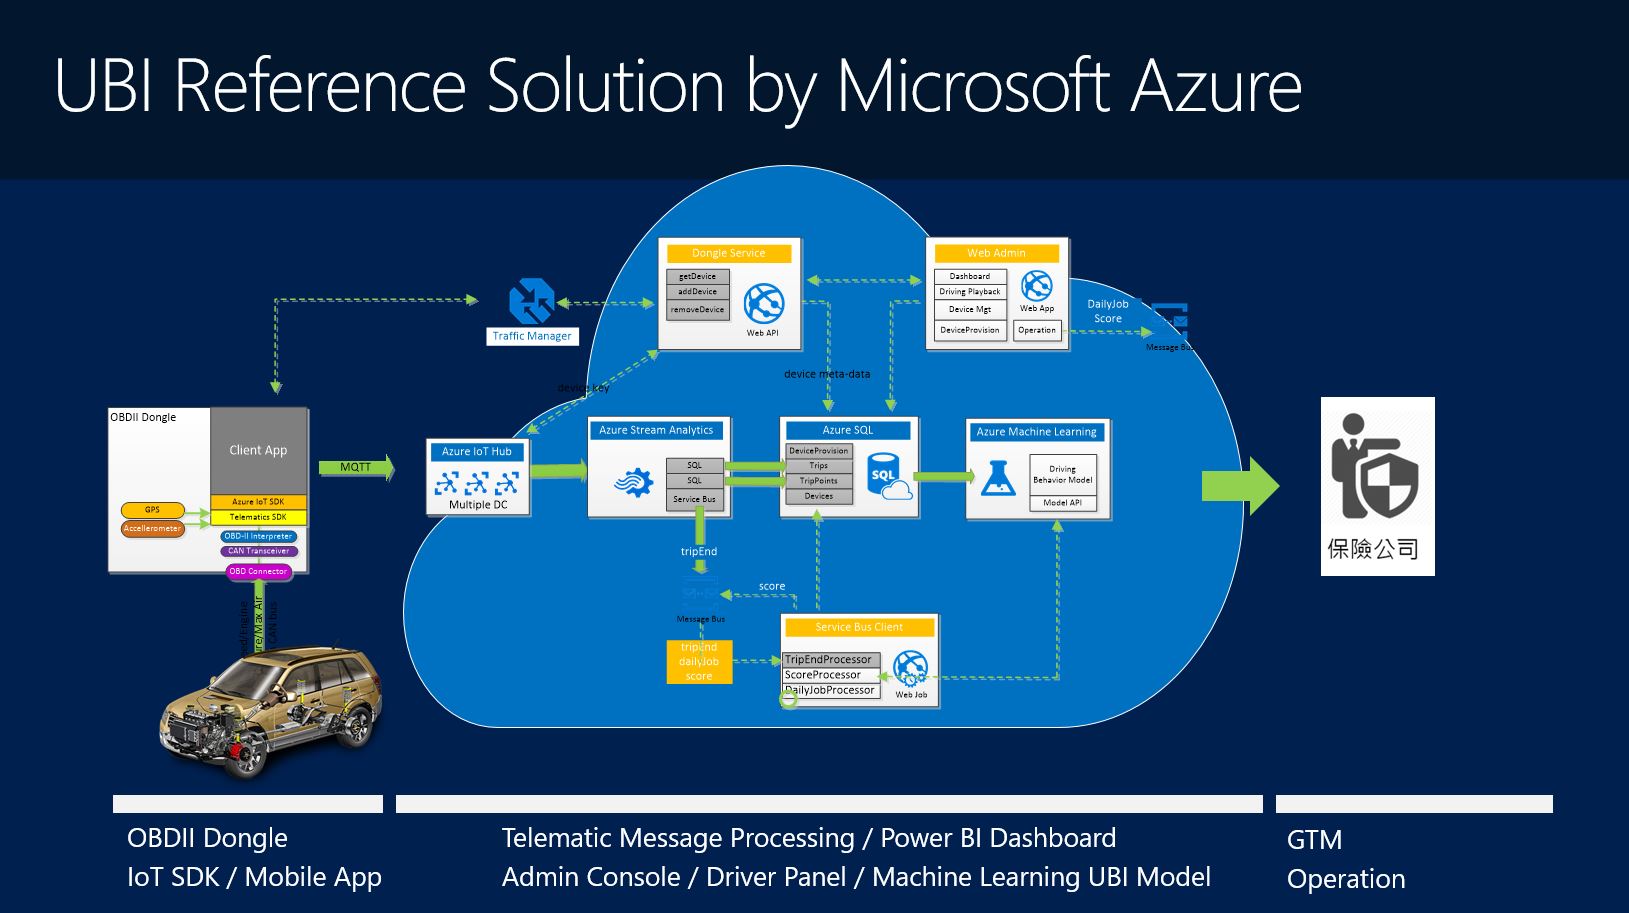 UBI Reference Solution by Microsoft Azure
Dongle Service
getDevice
addDevice
removeDevice
Web API
Web Admin
Dashboard
Driving Playback
Device Mgt
DeviceProvision
Web App
Operation
DailyJob
Score
Message Bus
Traffic Manager
device key
device meta-data
OBDII Dongle
Client App
Azure IoT SDK
Telematics SDK
GPS
Accellerometer
OBD-II Interpreter
CAN Transceiver
OBD Connector
MQTT
Azure IoT Hub
Multiple DC
Azure Stream Analytics
SQL
SQL
Service Bus
Azure SQL
DeviceProvision
Trips
TripPoints
Devices
SQL
Azure Machine Learning
Driving
Behavior Model
Model API
保險公司
tripEnd
Message Bus
score
tripEnd
dailyJob
score
Service Bus Client
TripEndProcessor
ScoreProcessor
DailyJobProcessor
Web Job
CAN bus
OBDII Dongle
IoT SDK / Mobile App
Telematic Message Processing / Power BI Dashboard
Admin Console / Driver Panel / Machine Learning UBI Model
GTM
Operation